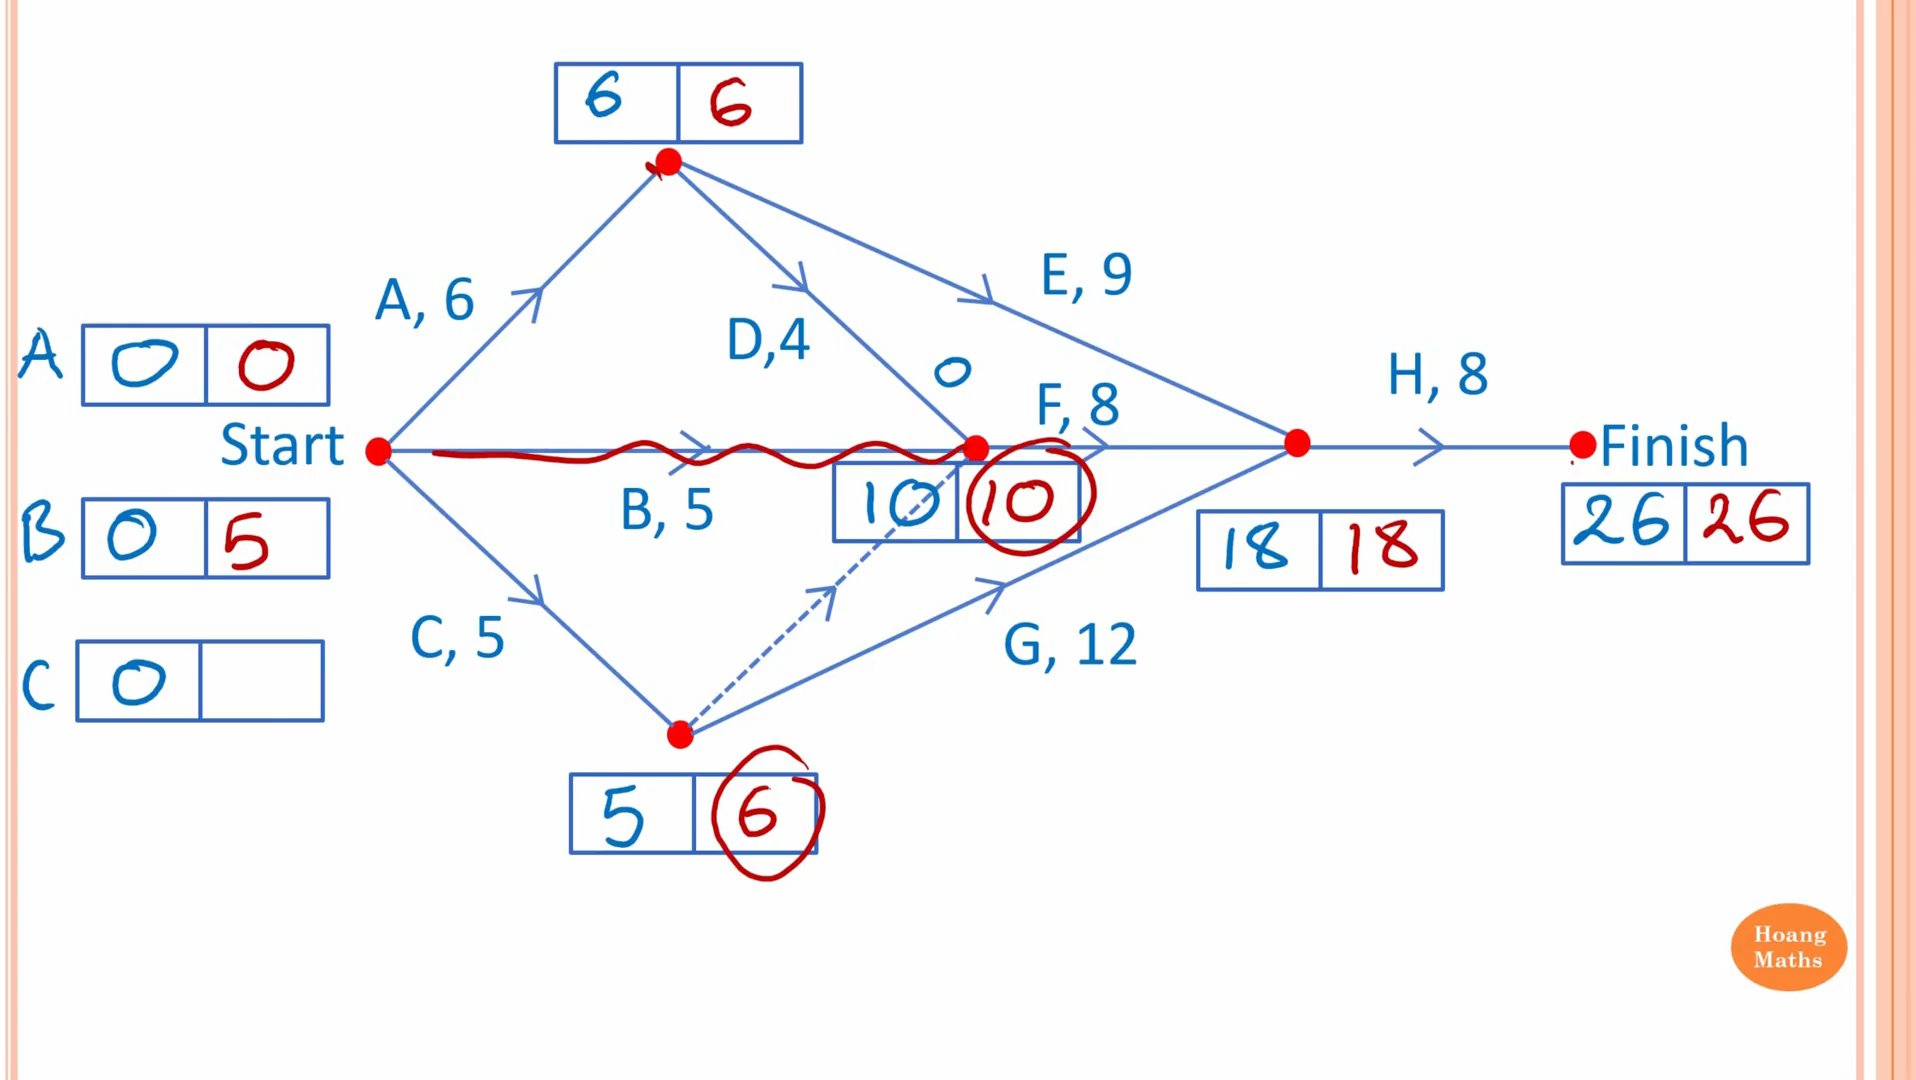 6 6
E, 9
A, 6
D,4
A 0 0
0
F, 8
H, 8
Start
Finish
B 0 5
B, 5
10 10
18 18
26 26
C, 5
G, 12
C 0
5 6
Hoang
Maths